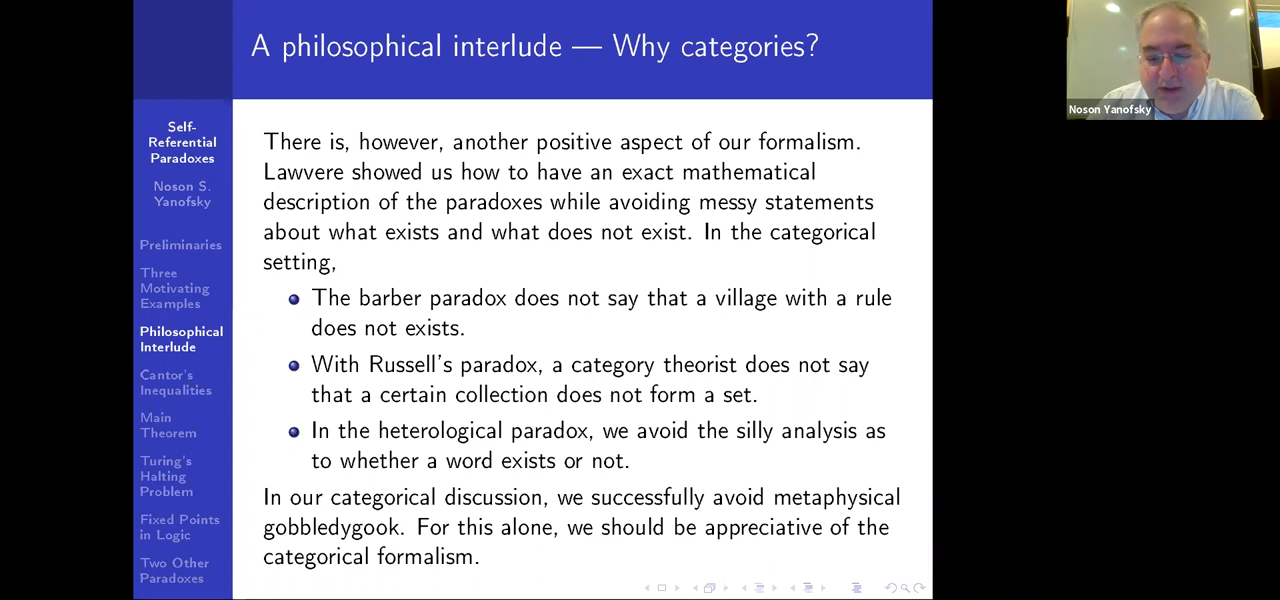 A philosophical interlude — Why categories?
Self-
Referential
Paradoxes
Noson S.
Yanofsky
Preliminaries
Three
Motivating
Examples
Philosophical
Interlude
Cantor's
Inequalities
Main
Theorem
Turing's
Halting
Problem
Fixed Points
in Logic
Two Other
Paradoxes
There is, however, another positive aspect of our formalism.
Lawvere showed us how to have an exact mathematical
description of the paradoxes while avoiding messy statements
about what exists and what does not exist. In the categorical
setting,
The barber paradox does not say that a village with a rule
does not exists.
With Russell's paradox, a category theorist does not say
that a certain collection does not form a set.
In the heterological paradox, we avoid the silly analysis as
to whether a word exists or not.
In our categorical discussion, we successfully avoid metaphysical
gobbledygook. For this alone, we should be appreciative of the
categorical formalism.
Noson Yanofsky